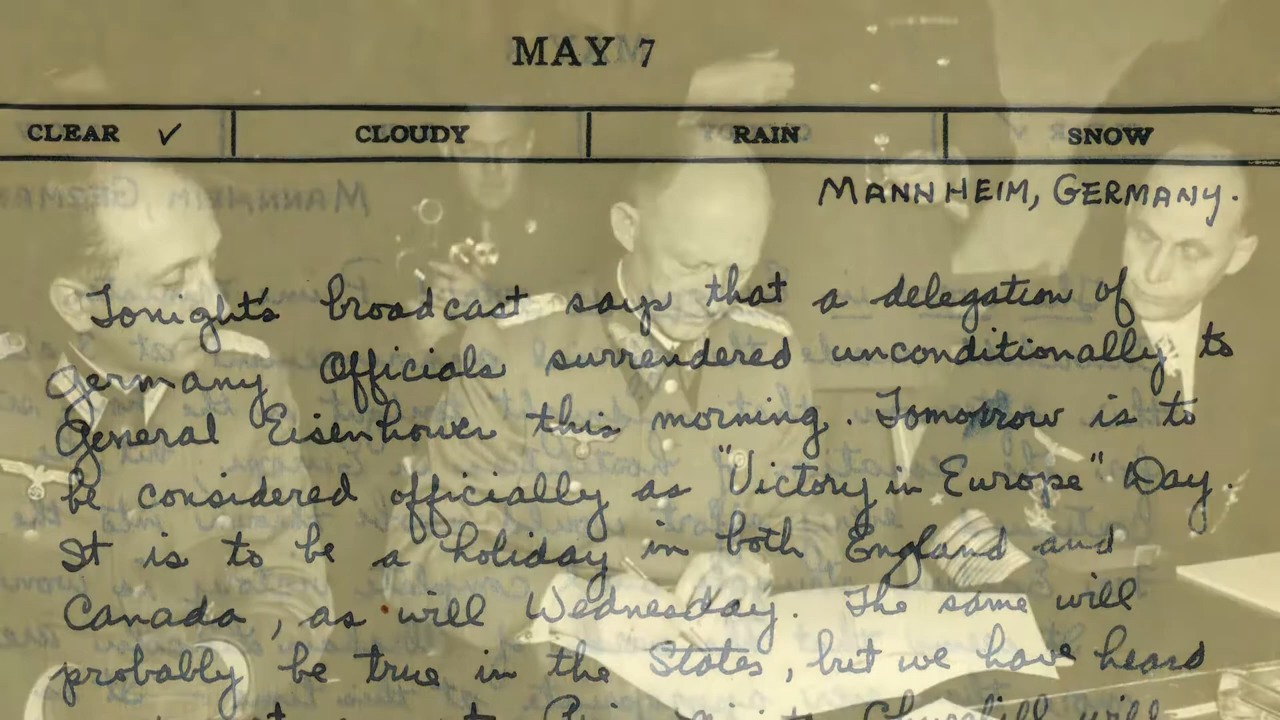 MAY 7
CLEAR ✓ CLOUDY RAIN SNOW
MANNHEIM, GERMANY.
Tonight's broadcast says that a delegation of
Germany Officials surrendered unconditionally to
General Eisenhower this morning. Tomorrow is to
be considered officially as "Victory in Europe" Day.
It is to be a holiday in both England and
Canada, as will Wednesday. The same will
probably be true in the States, but we have heard
Churchill will